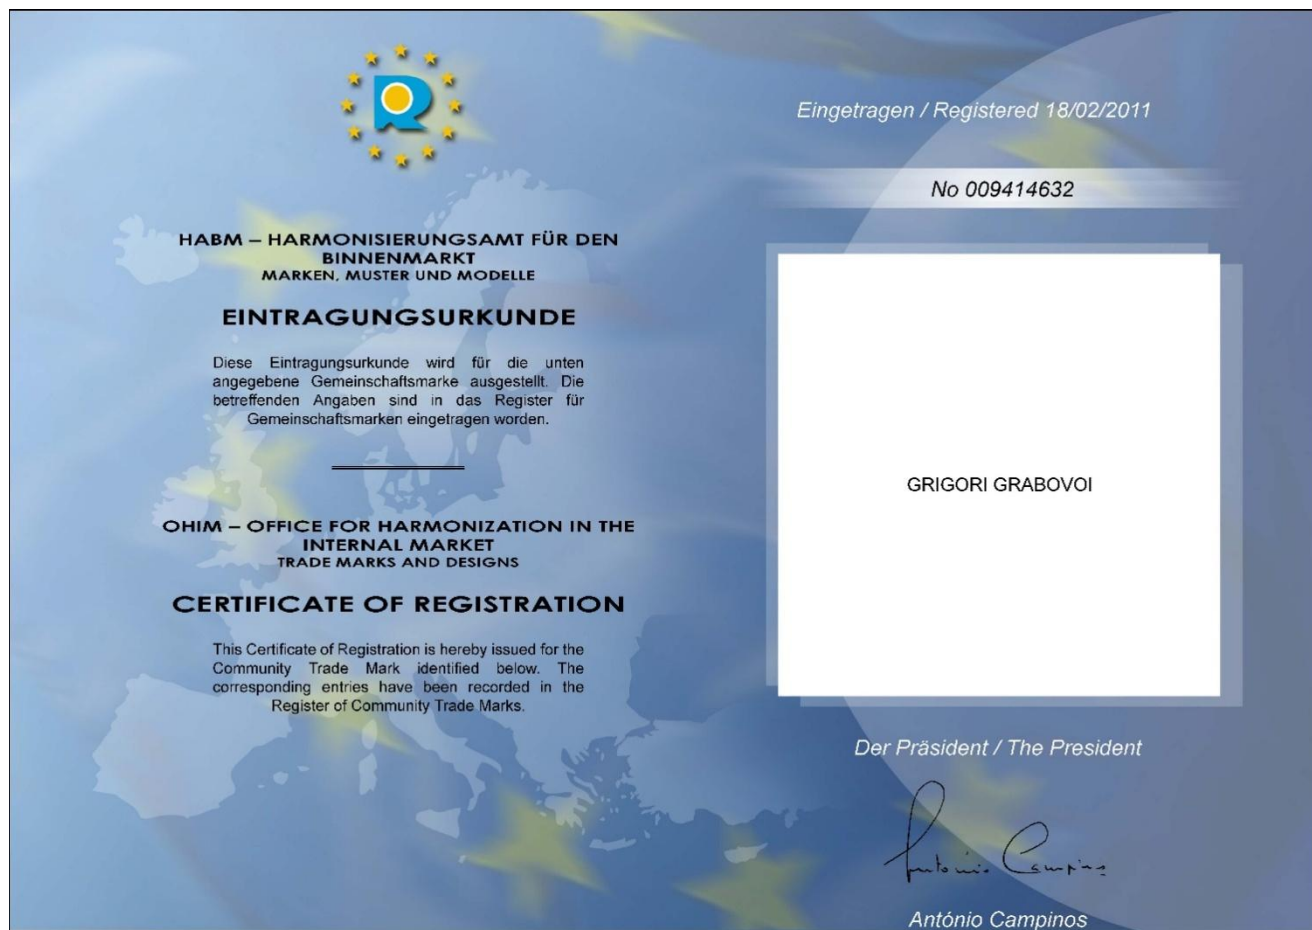 HABM – HARMONISIERUNGSAMT FÜR DEN
BINNENMARKT
MARKEN, MUSTER UND MODELLE
EINTRAGUNGSURKUNDE
Diese Eintragungsurkunde wird für die unten
angegebene Gemeinschaftsmarke ausgestellt. Die
betreffenden Angaben sind in das Register für
Gemeinschaftsmarken eingetragen worden.
OHIM – OFFICE FOR HARMONIZATION IN THE
INTERNAL MARKET
TRADE MARKS AND DESIGNS
CERTIFICATE OF REGISTRATION
This Certificate of Registration is hereby issued for the
Community Trade Mark identified below. The
corresponding entries have been recorded in the
Register of Community Trade Marks.
Eingetragen / Registered 18/02/2011
No 009414632
GRIGORI GRABOVOI
Der Präsident / The President
António Campinos
António Campinos